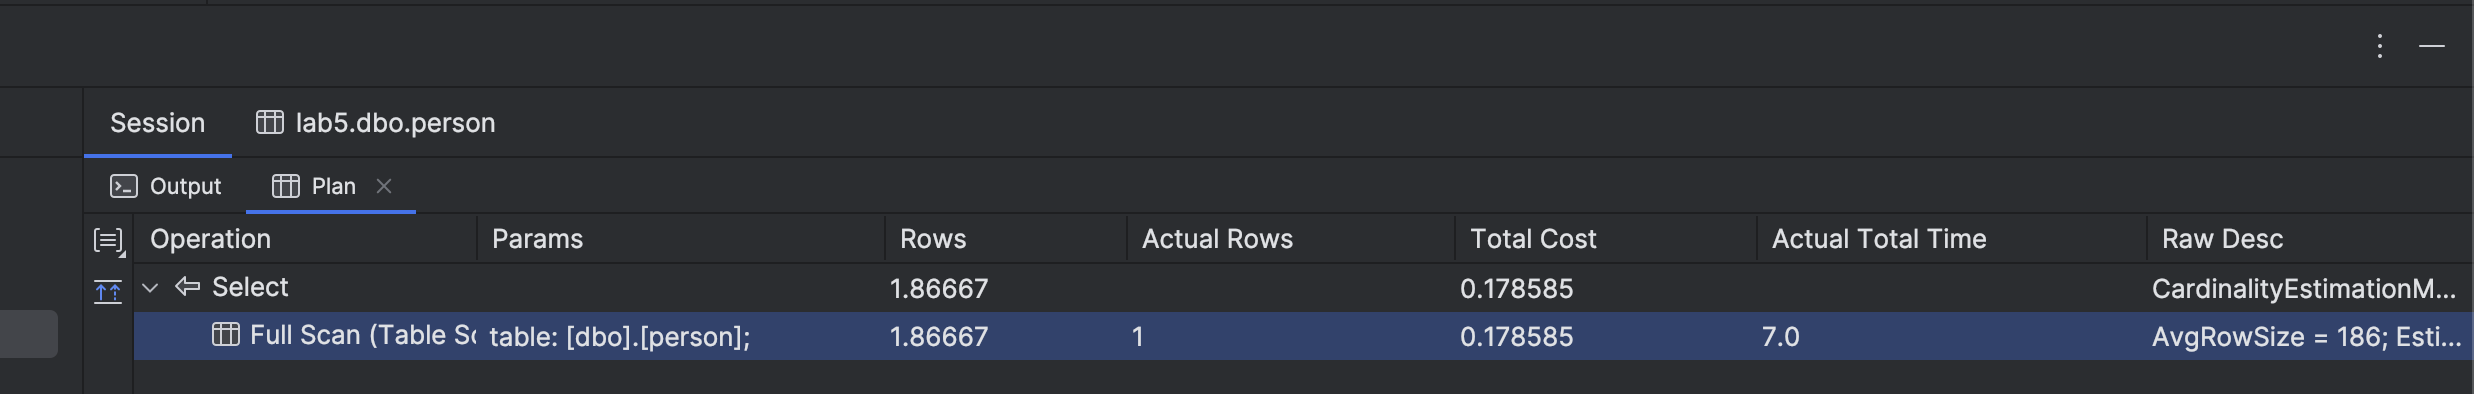 Session lab5.dbo.person
Output Plan
Operation Params Rows Actual Rows Total Cost Actual Total Time Raw Desc
Select 1.86667 0.178585 CardinalityEstimationM...
Full Scan (Table Sc table: [dbo].[person]; 1.86667 1 0.178585 7.0 AvgRowSize = 186; Esti...